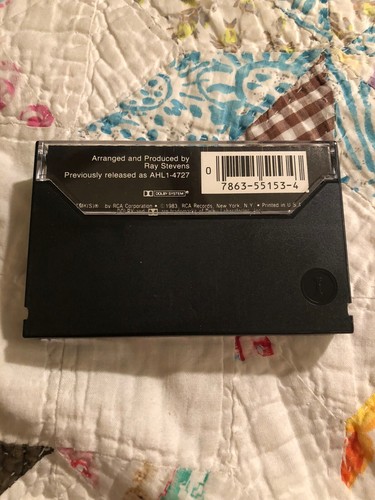 Arranged and Produced by
Ray Stevens
Previously released as AHL1-4727
DOLBY SYSTEM
0
7863-55153-4
by RCA Corporation • ©1983, RCA Records, New York, N.Y. • Printed in U.S.